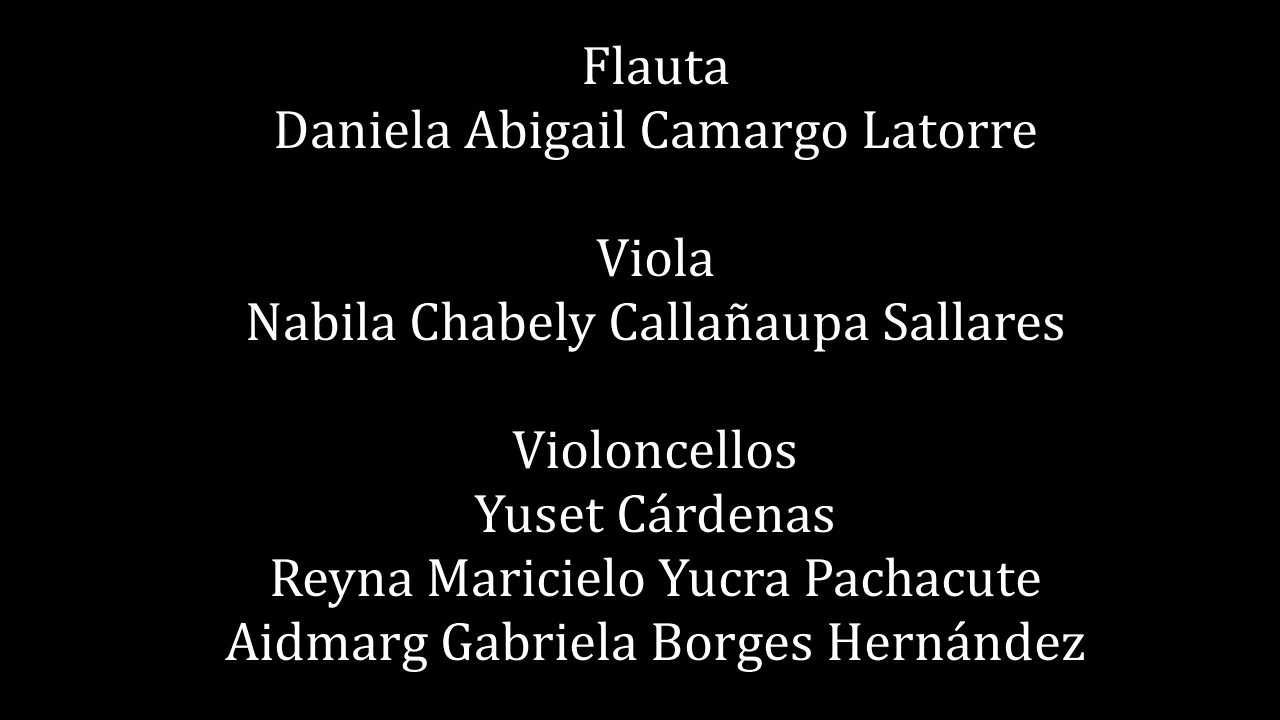 Flauta
Daniela Abigail Camargo Latorre
Viola
Nabila Chabely Callañaupa Sallares
Violoncellos
Yuset Cárdenas
Reyna Maricielo Yucra Pachacute
Aidmarg Gabriela Borges Hernández